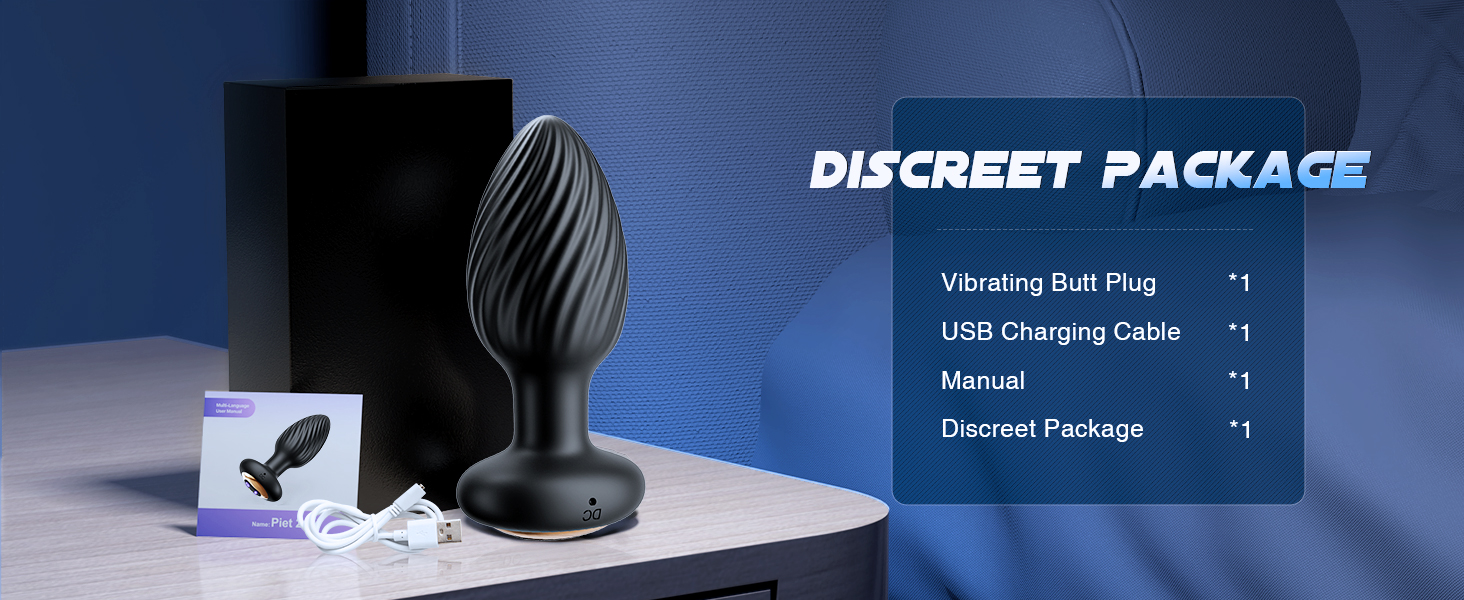 DISCREET PACKAGE
Vibrating Butt Plug *1
USB Charging Cable *1
Manual *1
Discreet Package *1
Multi-Language
User Manual
Name: Piet
DC